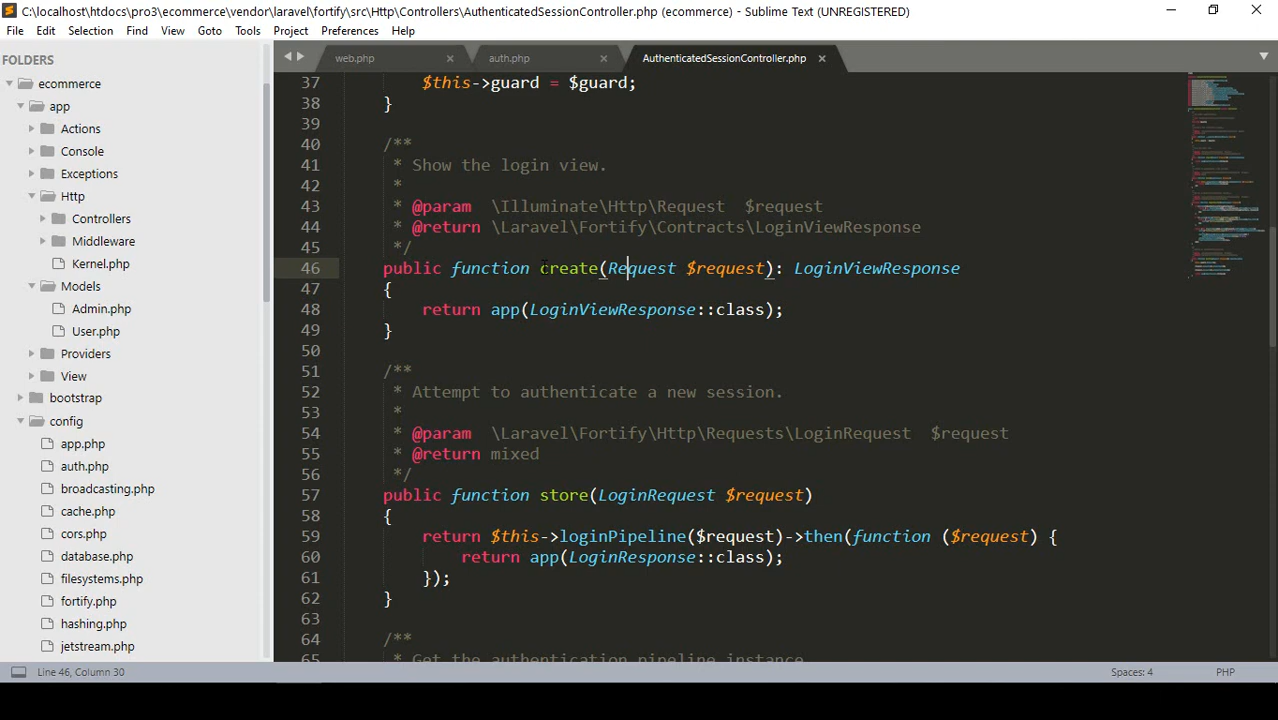 C:\localhost\htdocs\pro3\ecommerce\vendor\laravel\fortify\src\Http\Controllers\AuthenticatedSessionController.php (ecommerce) - Sublime Text (UNREGISTERED)
File Edit Selection Find View Goto Tools Project Preferences Help
FOLDERS
ecommerce
app
Actions
Console
Exceptions
Http
Controllers
Middleware
Kernel.php
Models
Admin.php
User.php
Providers
View
bootstrap
config
app.php
auth.php
broadcasting.php
cache.php
cors.php
database.php
filesystems.php
fortify.php
hashing.php
jetstream.php
web.php auth.php AuthenticatedSessionController.php
37 $this->guard = $guard;
38 }
39
40 /**
41 * Show the login view.
42 *
43 * @param \Illuminate\Http\Request $request
44 * @return \Laravel\Fortify\Contracts\LoginViewResponse
45 */
46 public function create(Request $request): LoginViewResponse
47 {
48 return app(LoginViewResponse::class);
49 }
50
51 /**
52 * Attempt to authenticate a new session.
53 *
54 * @param \Laravel\Fortify\Http\Requests\LoginRequest $request
55 * @return mixed
56 */
57 public function store(LoginRequest $request)
58 {
59 return $this->loginPipeline($request)->then(function ($request) {
60 return app(LoginResponse::class);
61 });
62 }
63
64 /**
65 * Get the authentication pipeline instance
Line 46, Column 30 Spaces: 4 PHP